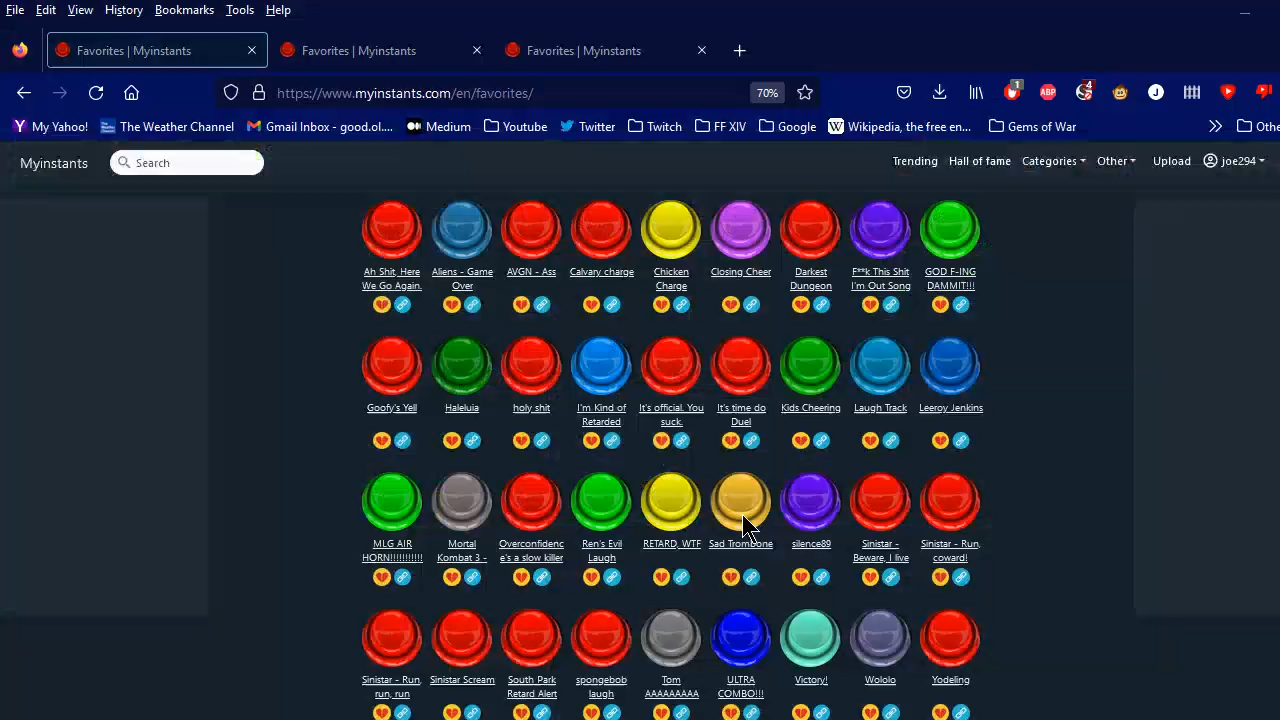 File Edit View History Bookmarks Tools Help
Favorites | Myinstants Favorites | Myinstants Favorites | Myinstants
https://www.myinstants.com/en/favorites/ 70% 1 4
My Yahoo! The Weather Channel Gmail Inbox - good.ol... Medium Youtube Twitter Twitch FF XIV Google Wikipedia, the free en... Gems of War Othe
Myinstants Search Trending Hall of fame Categories Other Upload joe294
Ah Shit, Here We Go Again.
Aliens - Game Over
AVGN - Ass
Calvary charge
Chicken Charge
Closing Cheer
Darkest Dungeon
F**k This Shit I'm Out Song
GOD F-ING DAMMIT!!!
Goofy's Yell
Haleluia
holy shit
I'm Kind of Retarded
It's official. You suck.
It's time do Duel
Kids Cheering
Laugh Track
Leeroy Jenkins
MLG AIR HORN!!!!!!!!!!!
Mortal Kombat 3 -
Overconfidenc e's a slow killer
Ren's Evil Laugh
RETARD, WTF
Sad Trombone
silence89
Sinistar - Beware, I live
Sinistar - Run, coward!
Sinistar - Run, run, run
Sinistar Scream
South Park Retard Alert
spongebob laugh
Tom AAAAAAAAA
ULTRA COMBO!!!
Victory!
Wololo
Yodeling